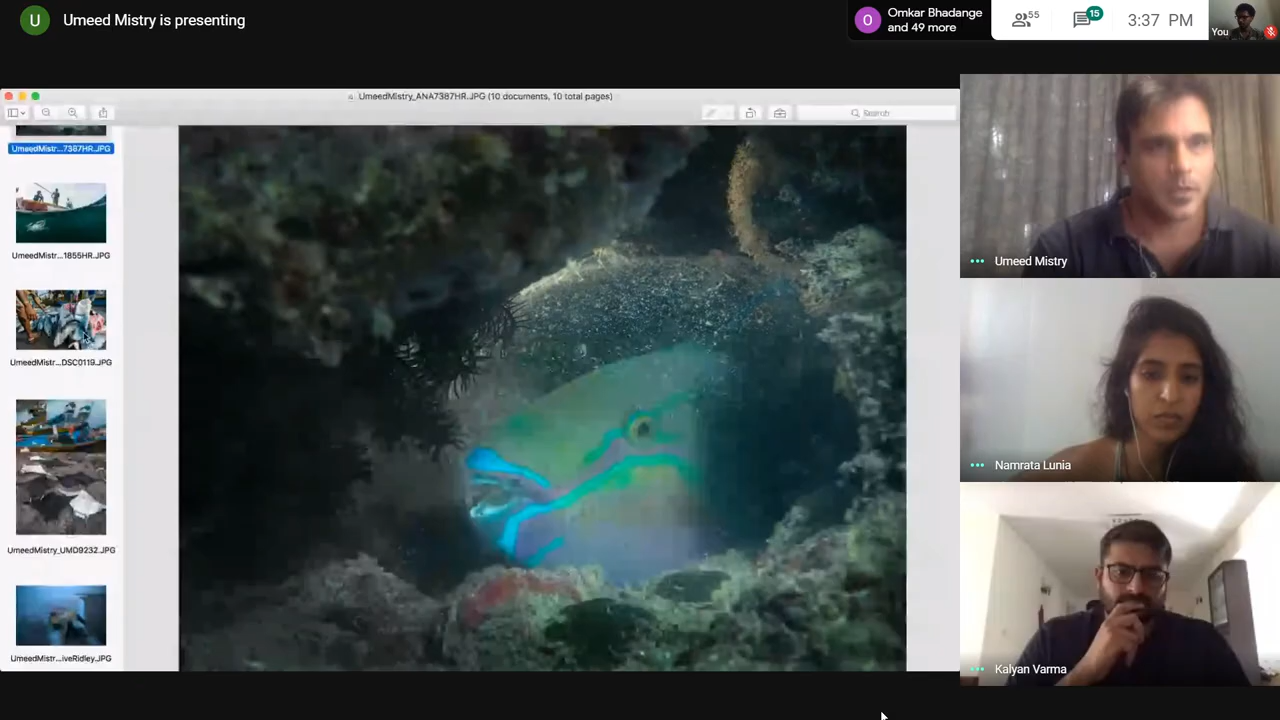 U
Umeed Mistry is presenting
O
Omkar Bhadange
and 49 more
55
15
3:37 PM
You
UmeedMistry_ANA7387HR.JPG (10 documents, 10 total pages)
Search
UmeedMistr...7387HR.JPG
UmeedMistr...1855HR.JPG
UmeedMistr...DSC0119.JPG
UmeedMistry_UMD9232.JPG
UmeedMistr...iveRidley.JPG
Umeed Mistry
Namrata Lunia
Kalyan Varma